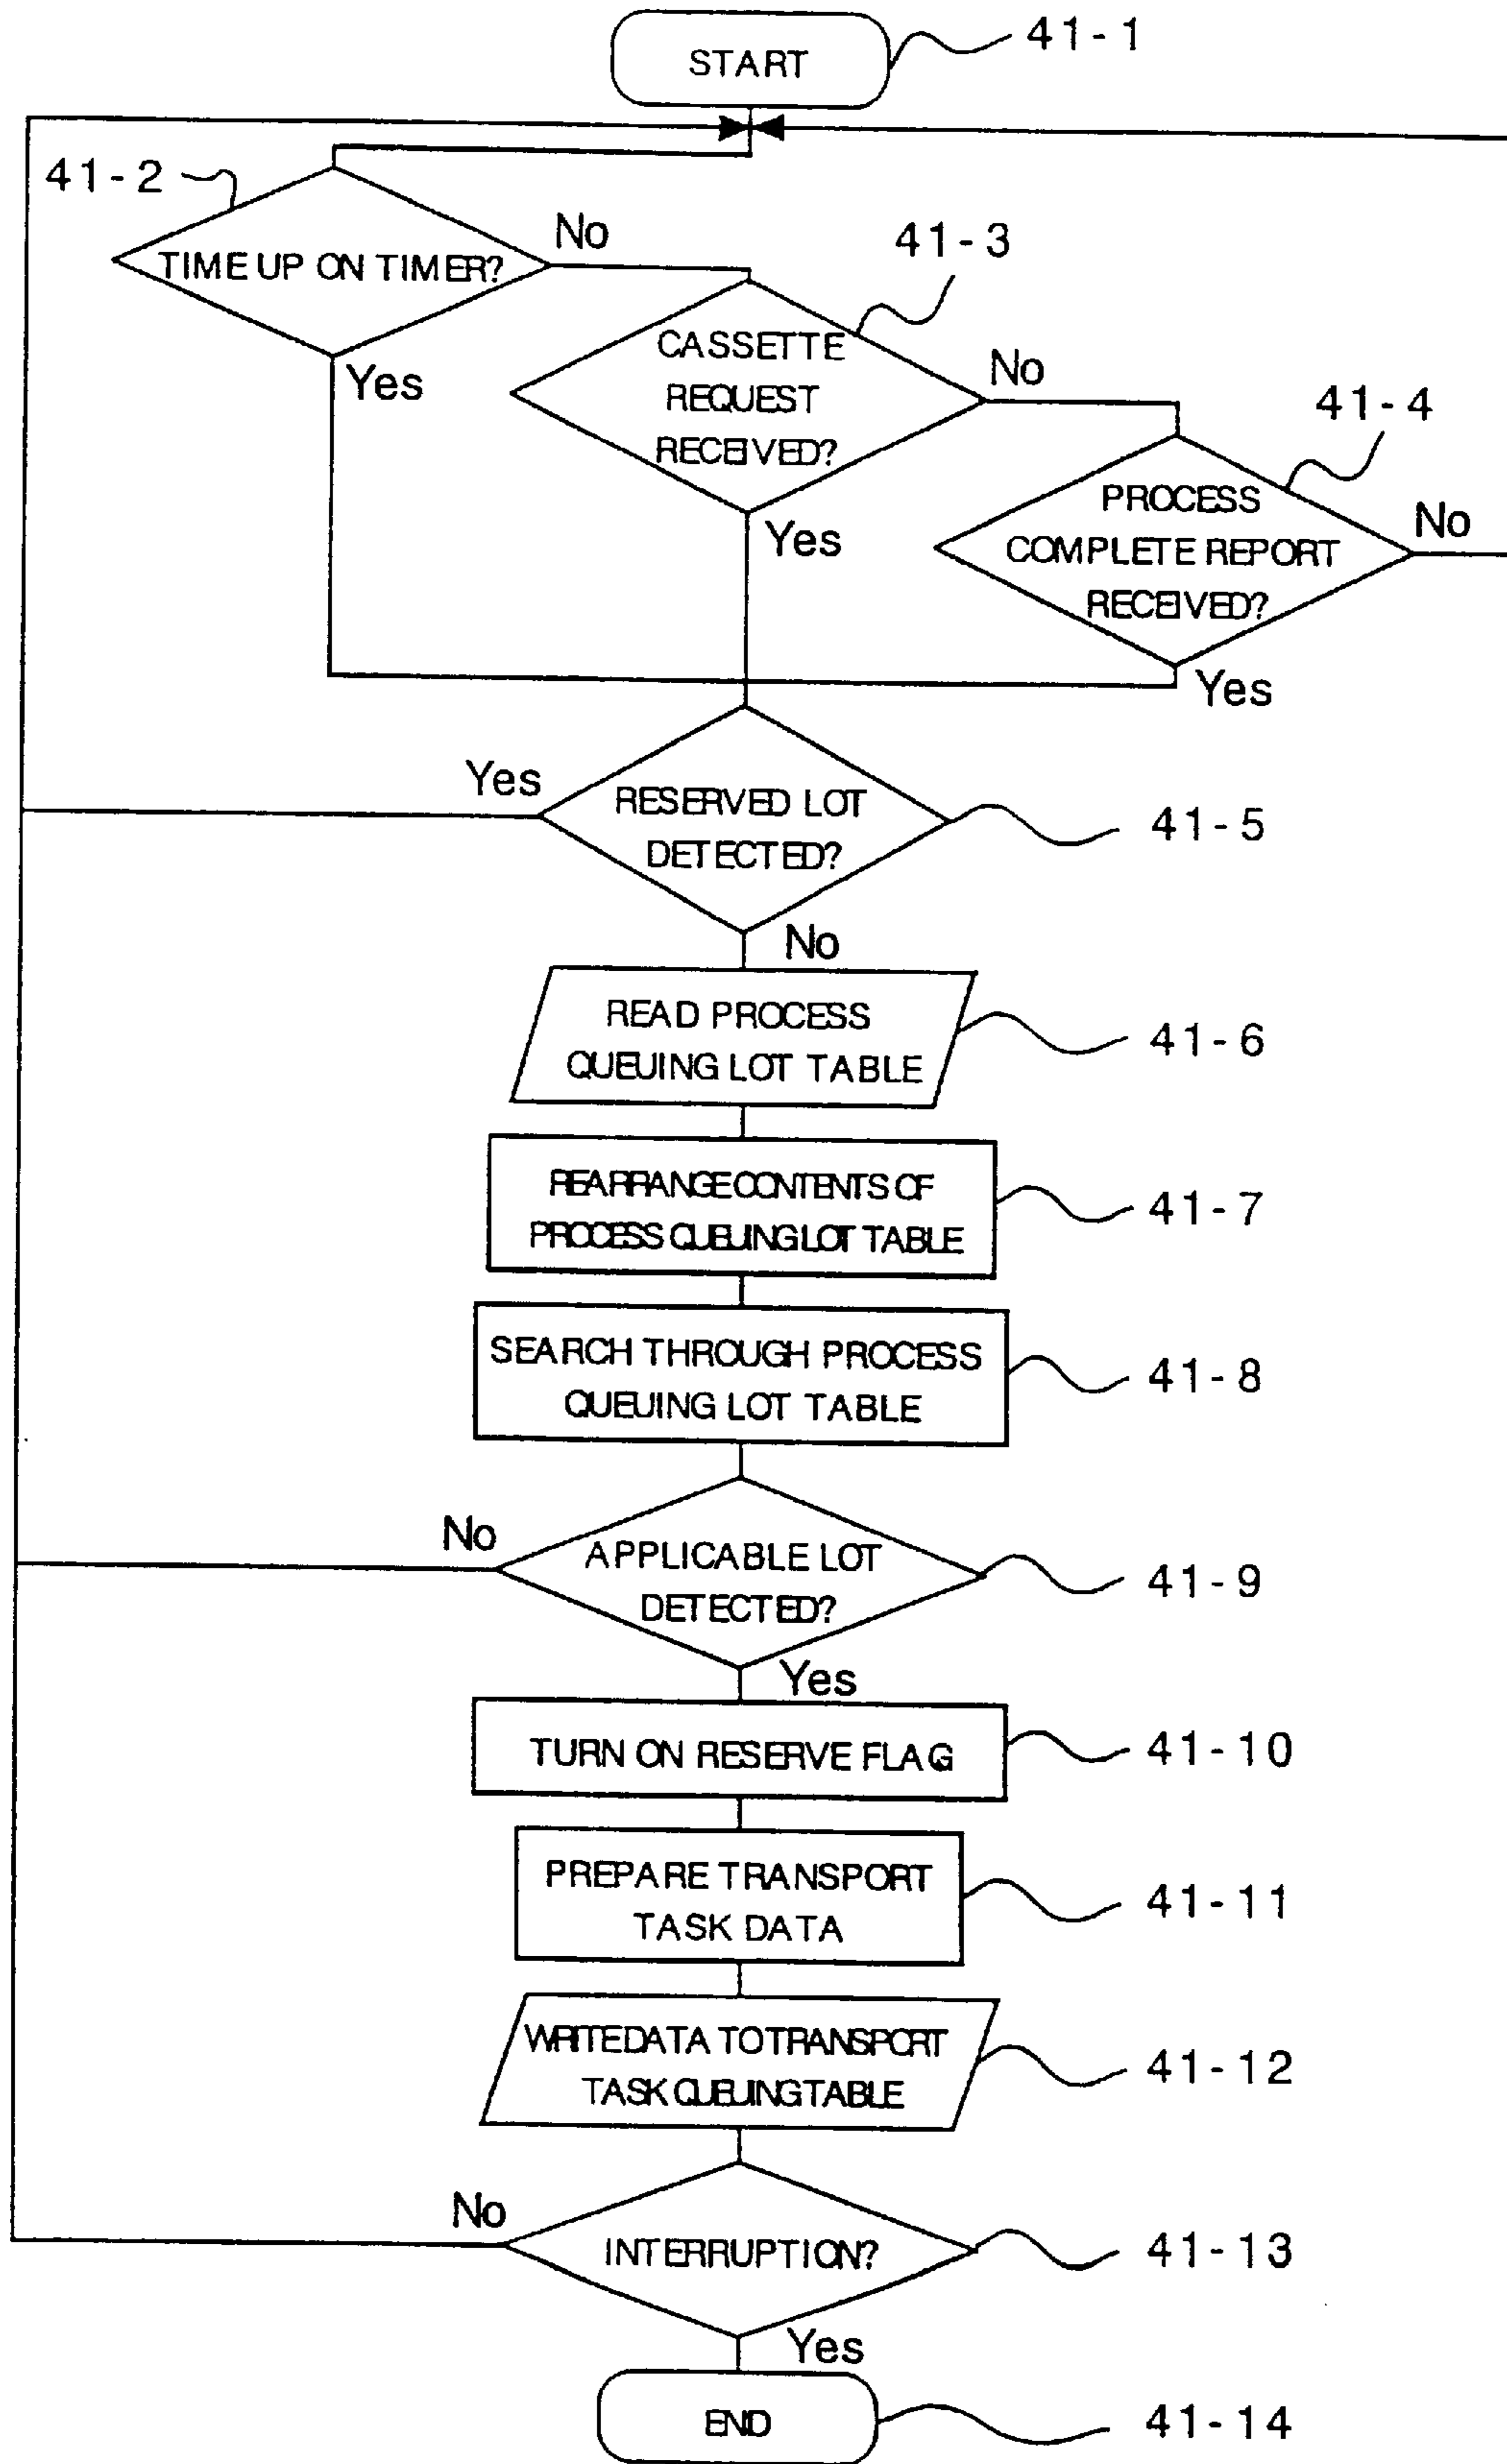 START
41-1
41-2
TIME UP ON TIMER?
No
Yes
41-3
CASSETTE
REQUEST
RECEIVED?
No
Yes
41-4
PROCESS
COMPLETE REPORT
RECEIVED?
No
Yes
Yes
RESERVED LOT
DETECTED?
41-5
No
READ PROCESS
QUEUING LOT TABLE
41-6
REARRANGE CONTENTS OF
PROCESS QUEUING LOT TABLE
41-7
SEARCH THROUGH PROCESS
QUEUING LOT TABLE
41-8
No
APPLICABLE LOT
DETECTED?
41-9
Yes
TURN ON RESERVE FLAG
41-10
PREPARE TRANSPORT
TASK DATA
41-11
WRITE DATA TO TRANSPORT
TASK QUEUING TABLE
41-12
No
INTERRUPTION?
41-13
Yes
END
41-14